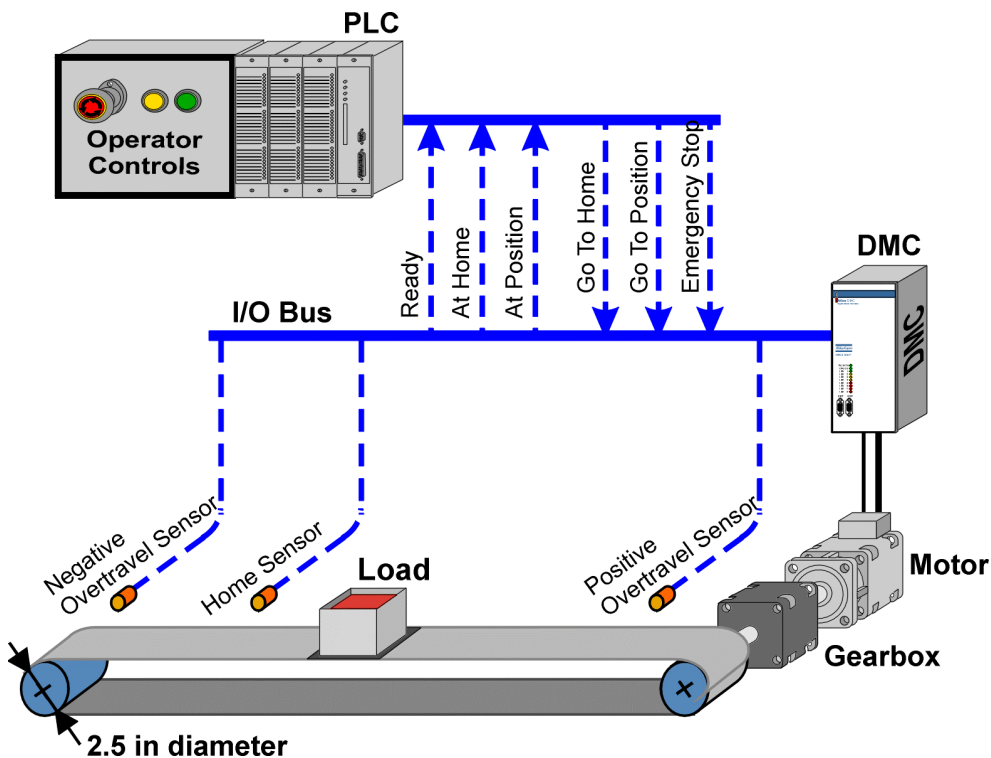 PLC
Operator
Controls
Ready
At Home
At Position
Go To Home
Go To Position
Emergency Stop
DMC
I/O Bus
DMC
Negative
Overtravel Sensor
Home Sensor
Positive
Overtravel Sensor
Load
Motor
Gearbox
2.5 in diameter